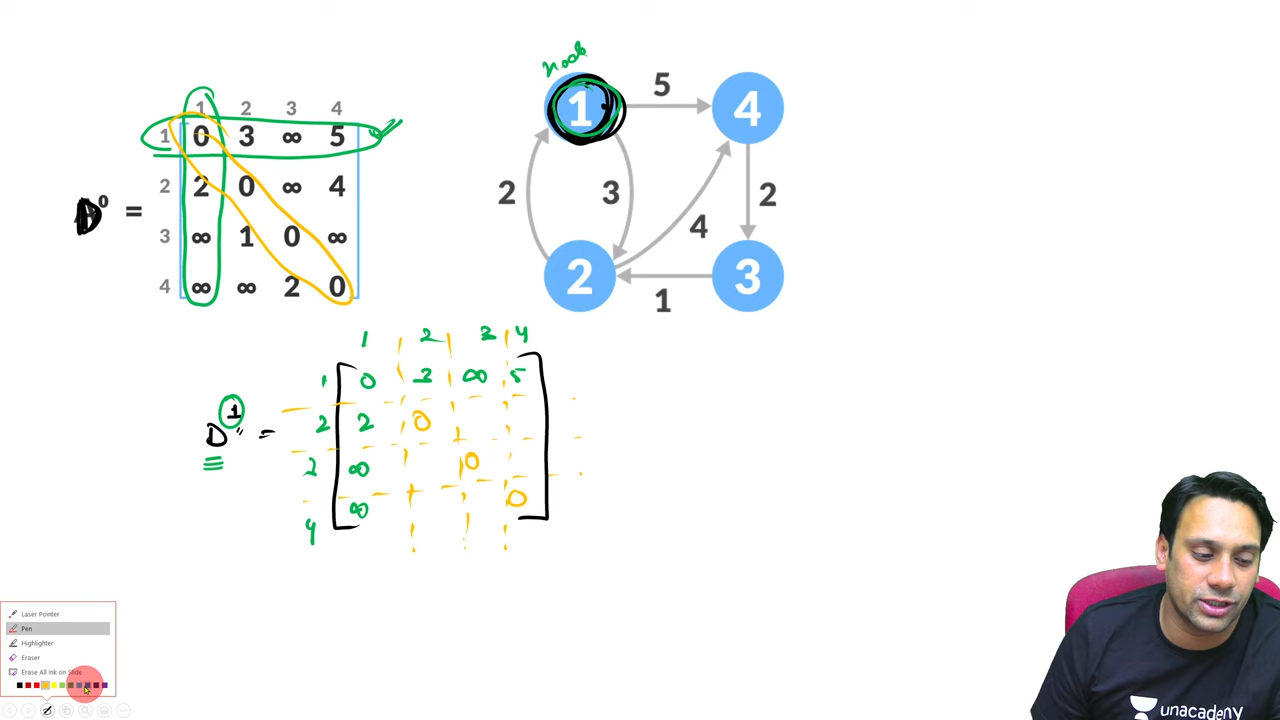 node
1 5 4
2 3 4 2
2 1 3
1 2 3 4
1 0 3 ∞ 5
2 2 0 ∞ 4
3 ∞ 1 0 ∞
4 ∞ ∞ 2 0
D⁰ =
1 2 3 4
1 0 3 ∞ 5
2 2 0
2 ∞ 0
4 ∞ 0
D¹ =
Laser Pointer
Pen
Highlighter
Eraser
Erase All Ink on Slide
unacademy